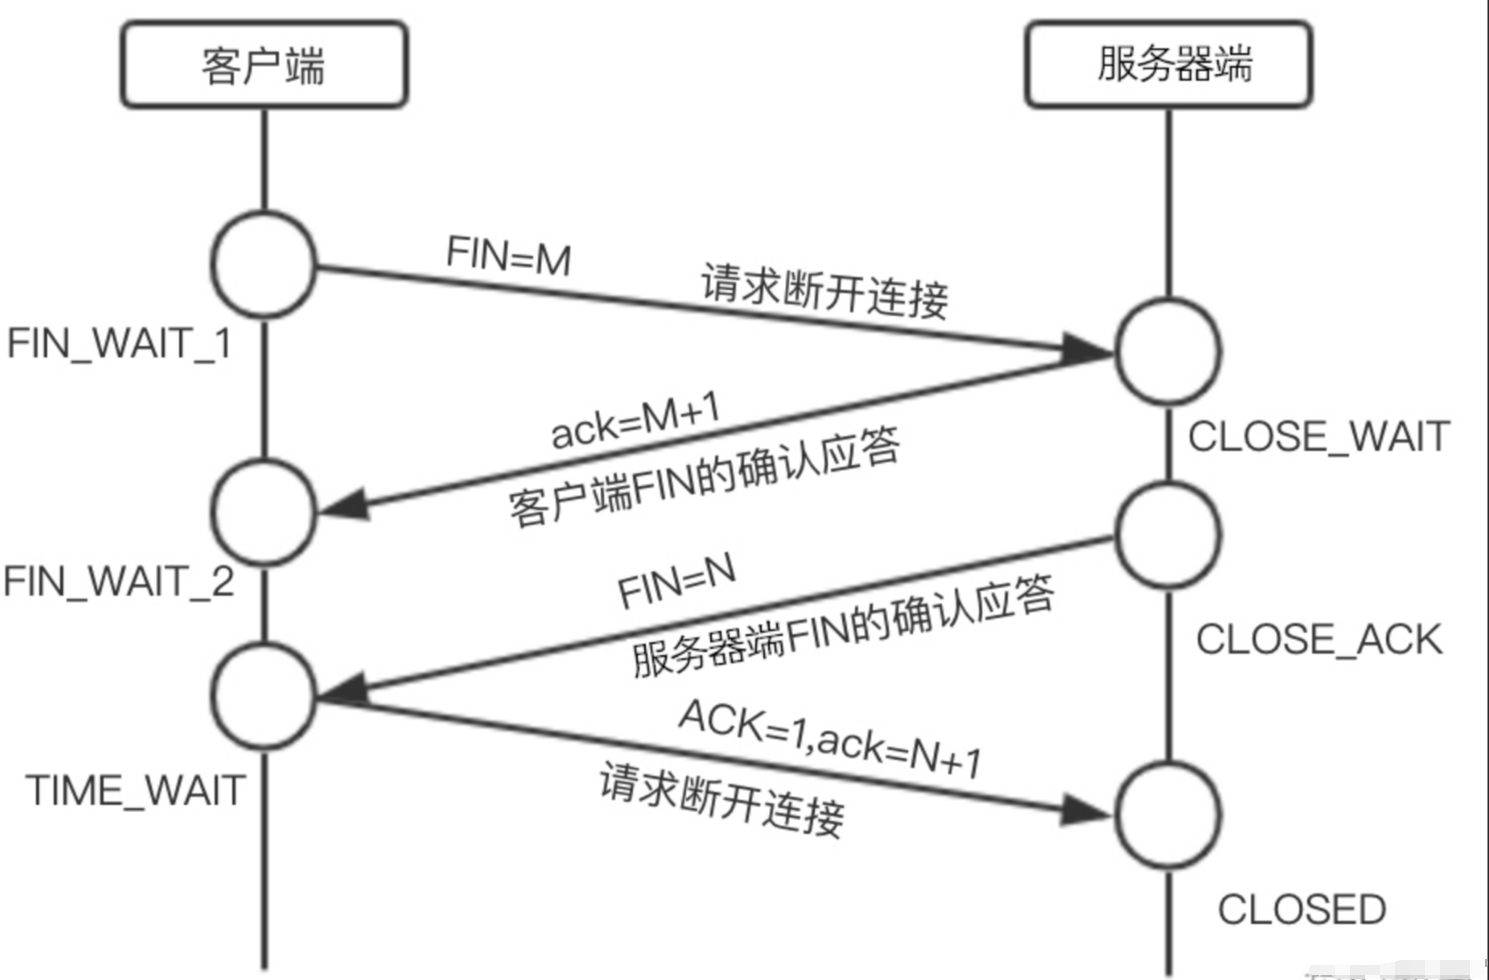 客户端
服务器端
FIN=M
请求断开连接
FIN_WAIT_1
ack=M+1
客户端FIN的确认应答
CLOSE_WAIT
FIN_WAIT_2
FIN=N
服务器端FIN的确认应答
CLOSE_ACK
ACK=1,ack=N+1
请求断开连接
TIME_WAIT
CLOSED